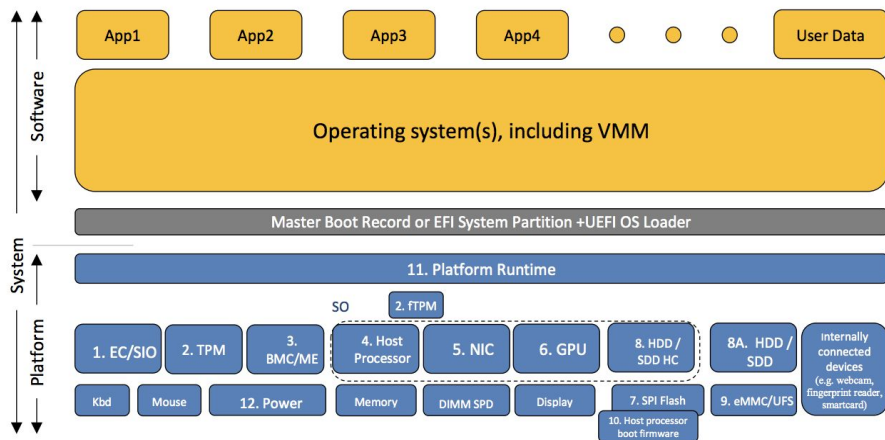 App1
App2
App3
App4
User Data
Software
Operating system(s), including VMM
Master Boot Record or EFI System Partition +UEFI OS Loader
System
11. Platform Runtime
SO
2. fTPM
Platform
1. EC/SIO
2. TPM
3.
BMC/ME
4. Host
Processor
5. NIC
6. GPU
8. HDD /
SDD HC
8A. HDD /
SDD
Internally
connected
devices
(e.g. webcam,
fingerprint reader,
smartcard)
Kbd
Mouse
12. Power
Memory
DIMM SPD
Display
7. SPI Flash
9. eMMC/UFS
10. Host processor
boot firmware